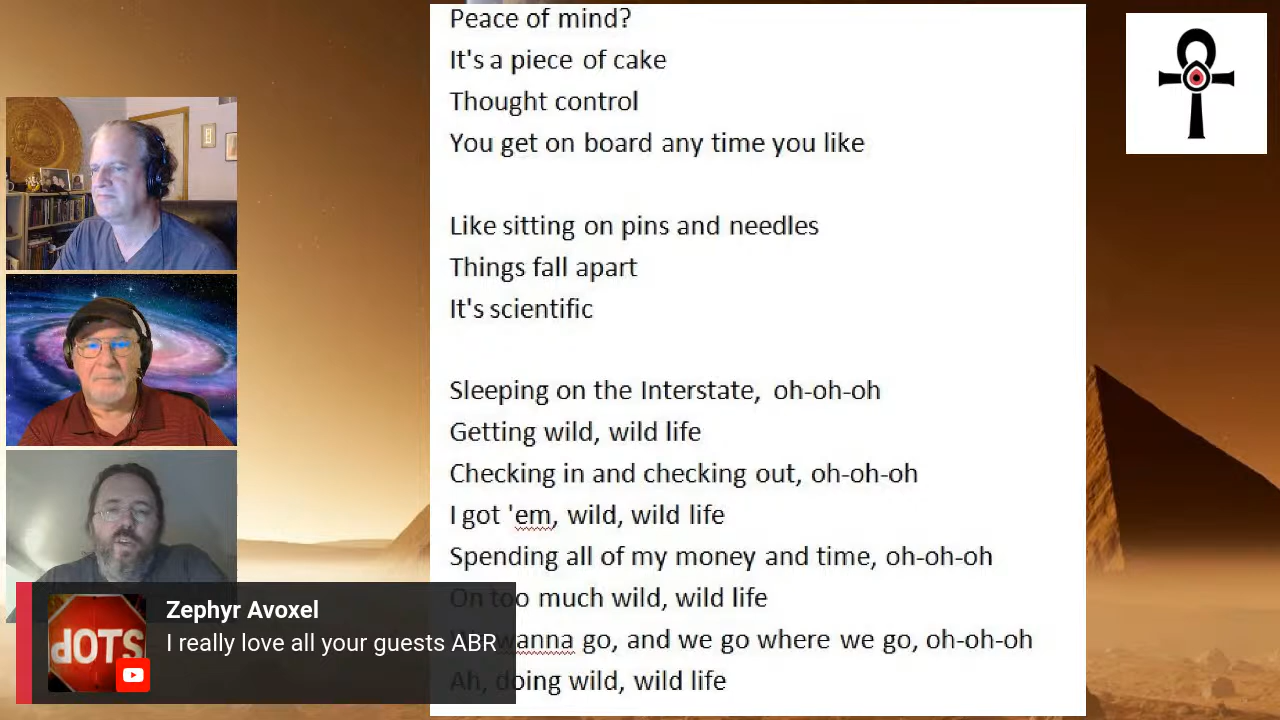 Peace of mind?
It's a piece of cake
Thought control
You get on board any time you like
Like sitting on pins and needles
Things fall apart
It's scientific
Sleeping on the Interstate, oh-oh-oh
Getting wild, wild life
Checking in and checking out, oh-oh-oh
I got 'em, wild, wild life
Spending all of my money and time, oh-oh-oh
On too much wild, wild life
wanna go, and we go where we go, oh-oh-oh
Ah, doing wild, wild life
Zephyr Avoxel
I really love all your guests ABR
dOTS